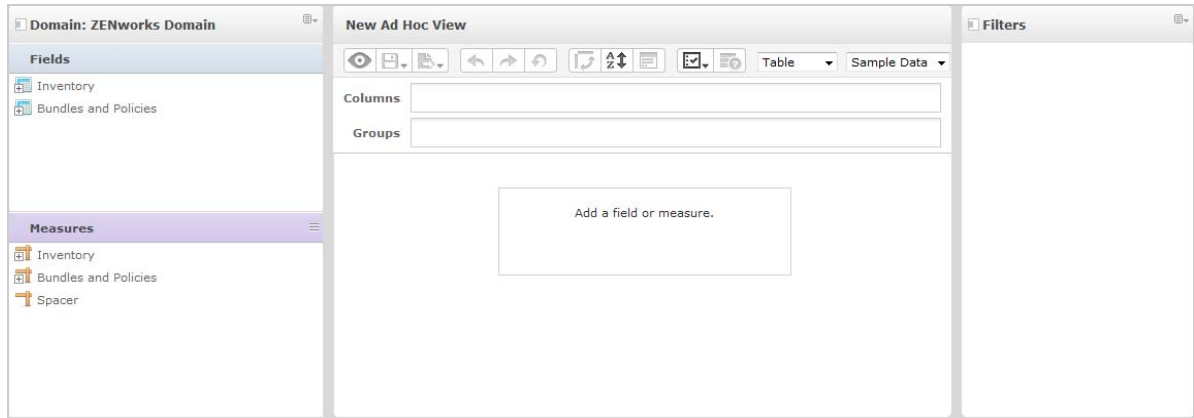 Domain: ZENworks Domain
Fields
Inventory
Bundles and Policies
Measures
Inventory
Bundles and Policies
Spacer
New Ad Hoc View
Table
Sample Data
Columns
Groups
Add a field or measure.
Filters